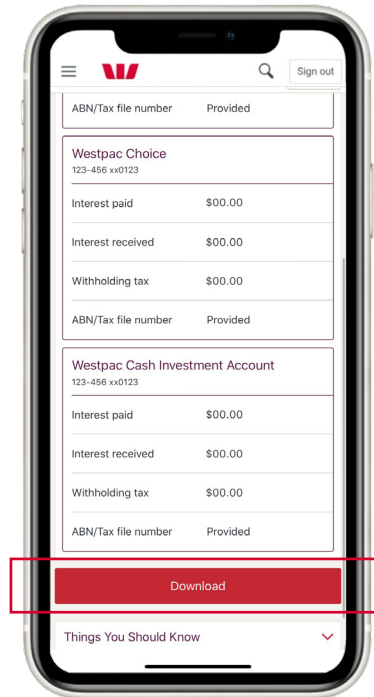 Sign out
ABN/Tax file number Provided
Westpac Choice
123-456 xx0123
Interest paid $00.00
Interest received $00.00
Withholding tax $00.00
ABN/Tax file number Provided
Westpac Cash Investment Account
123-456 xx0123
Interest paid $00.00
Interest received $00.00
Withholding tax $00.00
ABN/Tax file number Provided
Download
Things You Should Know